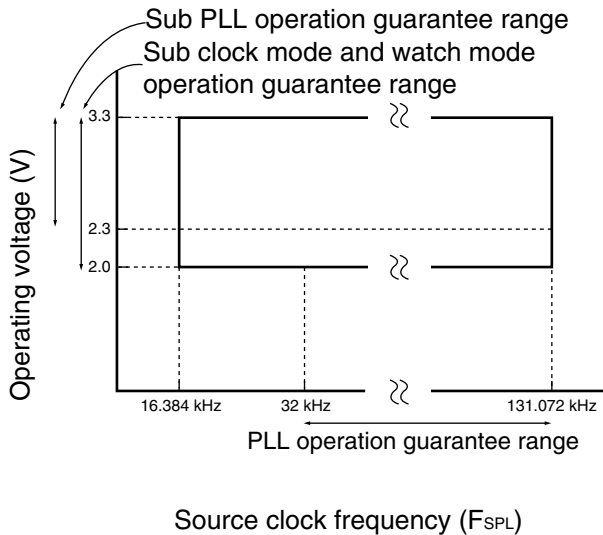 Sub PLL operation guarantee range
Sub clock mode and watch mode
operation guarantee range
Operating voltage (V)
3.3
2.3
2.0
16.384 kHz
32 kHz
131.072 kHz
PLL operation guarantee range
Source clock frequency (FSPL)